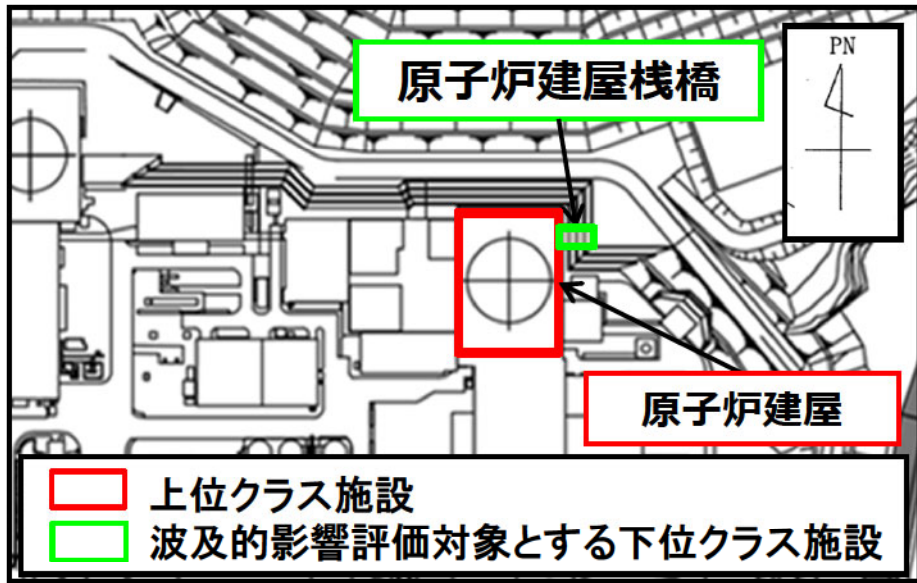 PN
原子炉建屋桟橋
原子炉建屋
上位クラス施設
波及的影響評価対象とする下位クラス施設